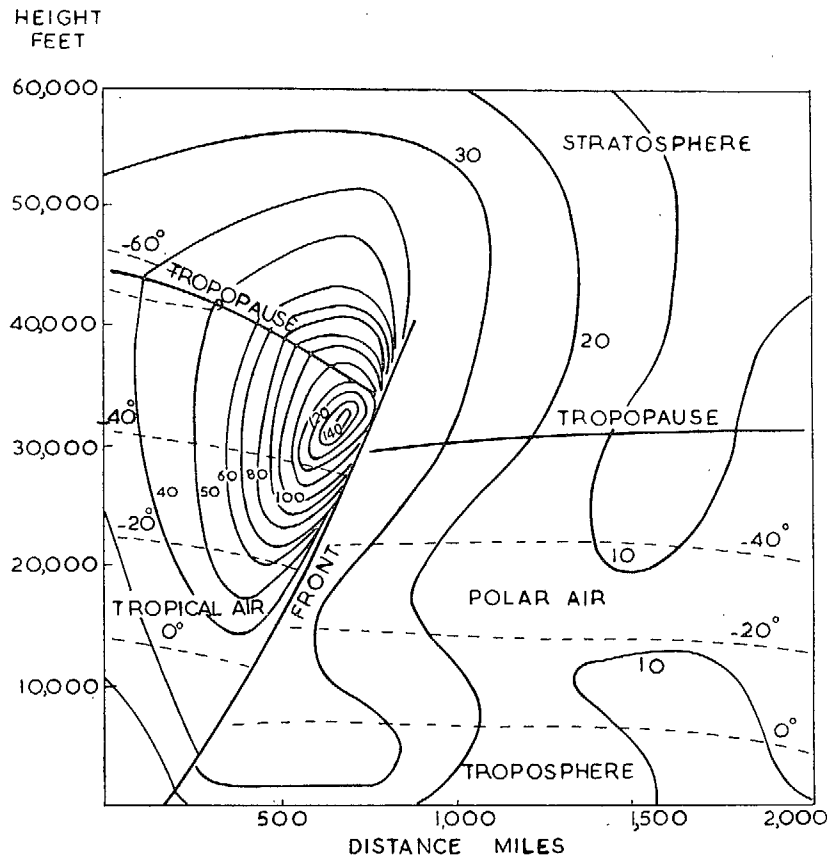 HEIGHT
FEET
60,000
STRATOSPHERE
30
50,000
-60°
TROPOPAUSE
40,000
20
TROPOPAUSE
120
140
40°
30,000
40
50
60
80
100
-20°
10
-40°
20,000
FRONT
POLAR AIR
TROPICAL AIR
0°
-20°
10
10,000
0°
TROPOSPHERE
500
1,000
1,500
2,000
DISTANCE MILES